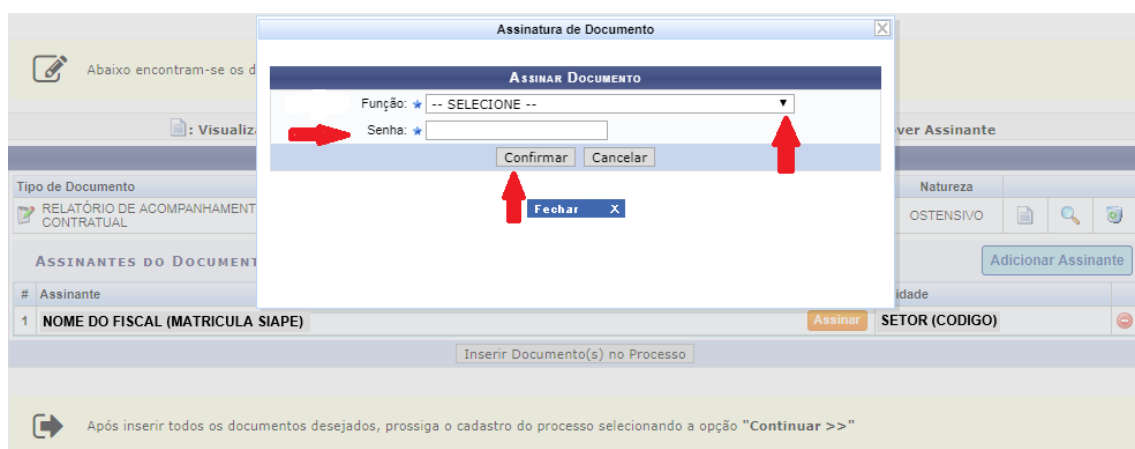 Assinatura de Documento
Abaixo encontram-se os d
ASSINAR DOCUMENTO
Função: -- SELECIONE --
: Visualiz
Senha:
ver Assinante
Confirmar Cancelar
Tipo de Documento
Natureza
RELATÓRIO DE ACOMPANHAMENT
CONTRATUAL
OSTENSIVO
Fechar X
ASSINANTES DO DOCUMENT
Adicionar Assinante
# Assinante
idade
1 NOME DO FISCAL (MATRICULA SIAPE) Assinar SETOR (CODIGO)
Inserir Documento(s) no Processo
Após inserir todos os documentos desejados, prossiga o cadastro do processo selecionando a opção "Continuar >>"